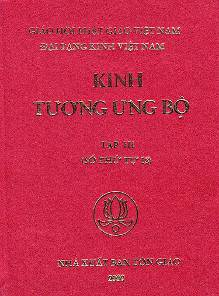 GIÁO HỘI PHẬT GIÁO VIỆT NAM
ĐẠI TẠNG KINH VIỆT NAM
KINH
TƯƠNG ƯNG BỘ
TẬP III
NHÀ XUẤT BẢN TÔN GIÁO